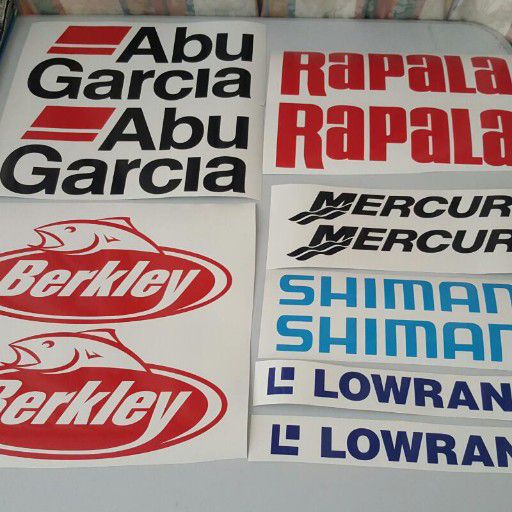 Abu
Garcia
Abu
Garcia
Berkley
Berkley
RAPALA
RAPALA
MERCUR
MERCUR
SHIMAN
SHIMAN
LOWRAN
LOWRAN